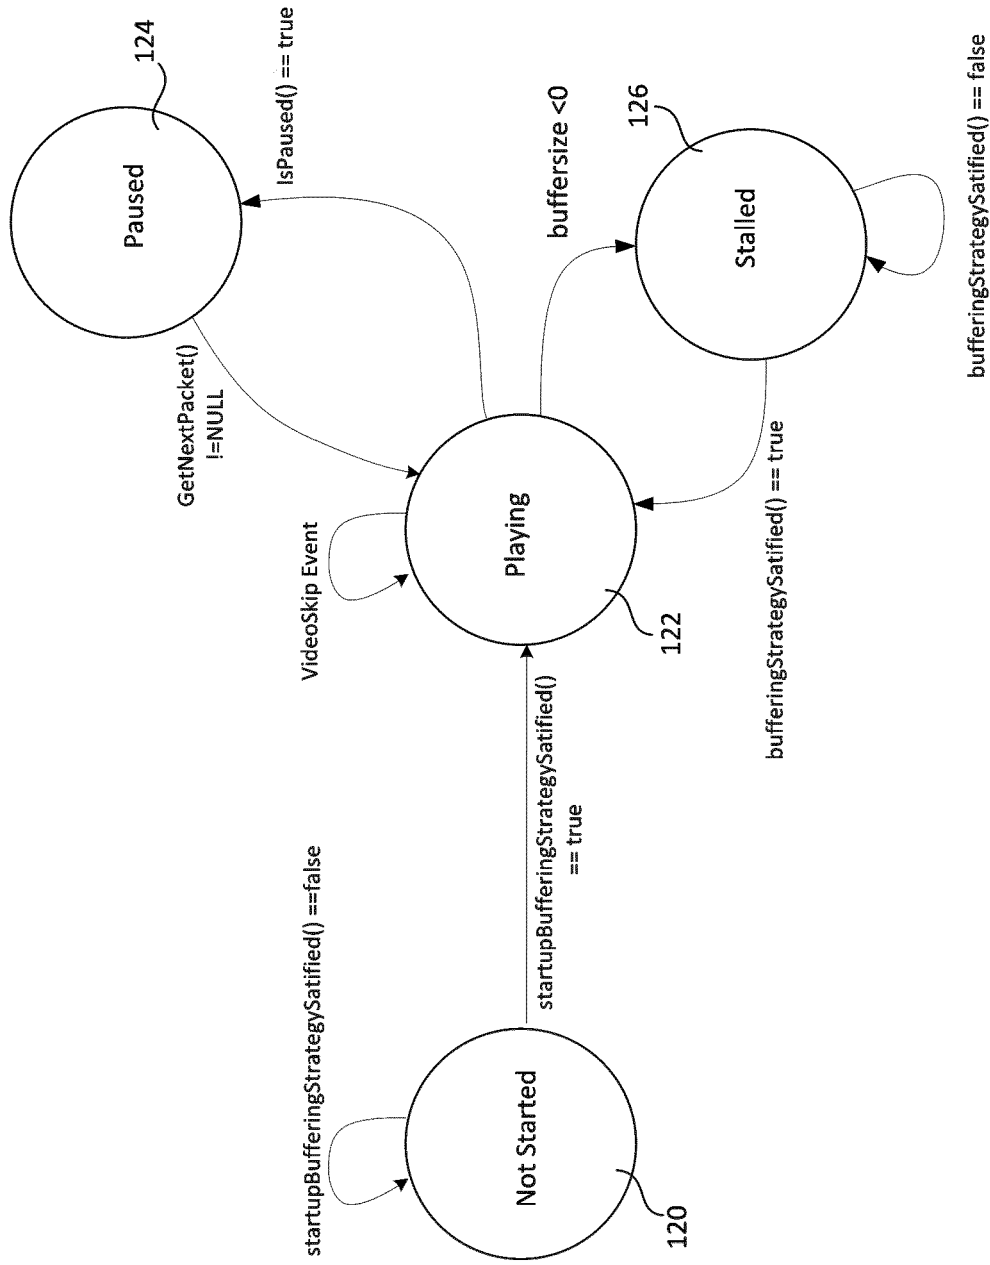 startupBufferingStrategySatified() ==false
Not Started
120
startupBufferingStrategySatified()
== true
VideoSkip Event
Playing
122
GetNextPacket()
!=NULL
Paused
124
IsPaused() == true
buffersize <0
Stalled
126
bufferingStrategySatified() == true
bufferingStrategySatified() == false